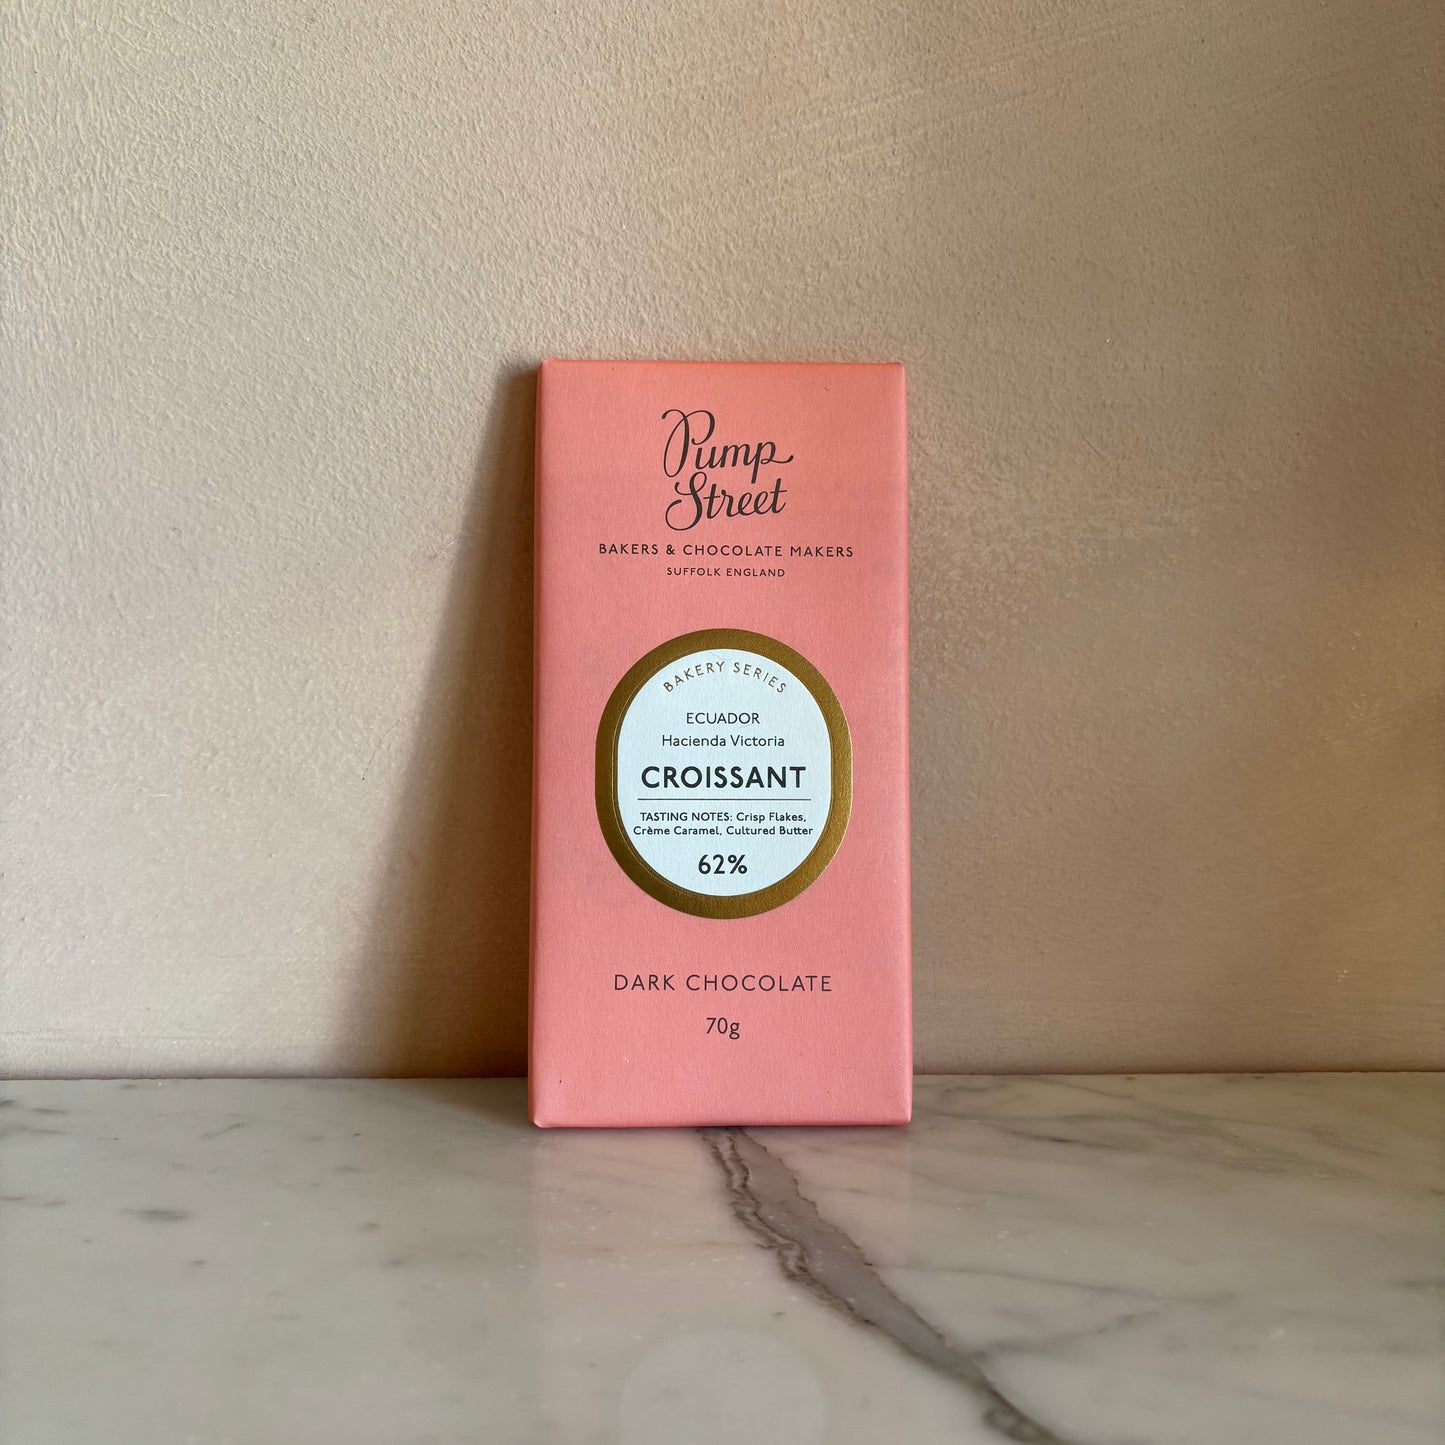 Pump
Street
BAKERS & CHOCOLATE MAKERS
SUFFOLK ENGLAND
BAKERY SERIES
ECUADOR
Hacienda Victoria
CROISSANT
TASTING NOTES: Crisp Flakes,
Crème Caramel, Cultured Butter
62%
DARK CHOCOLATE
70g